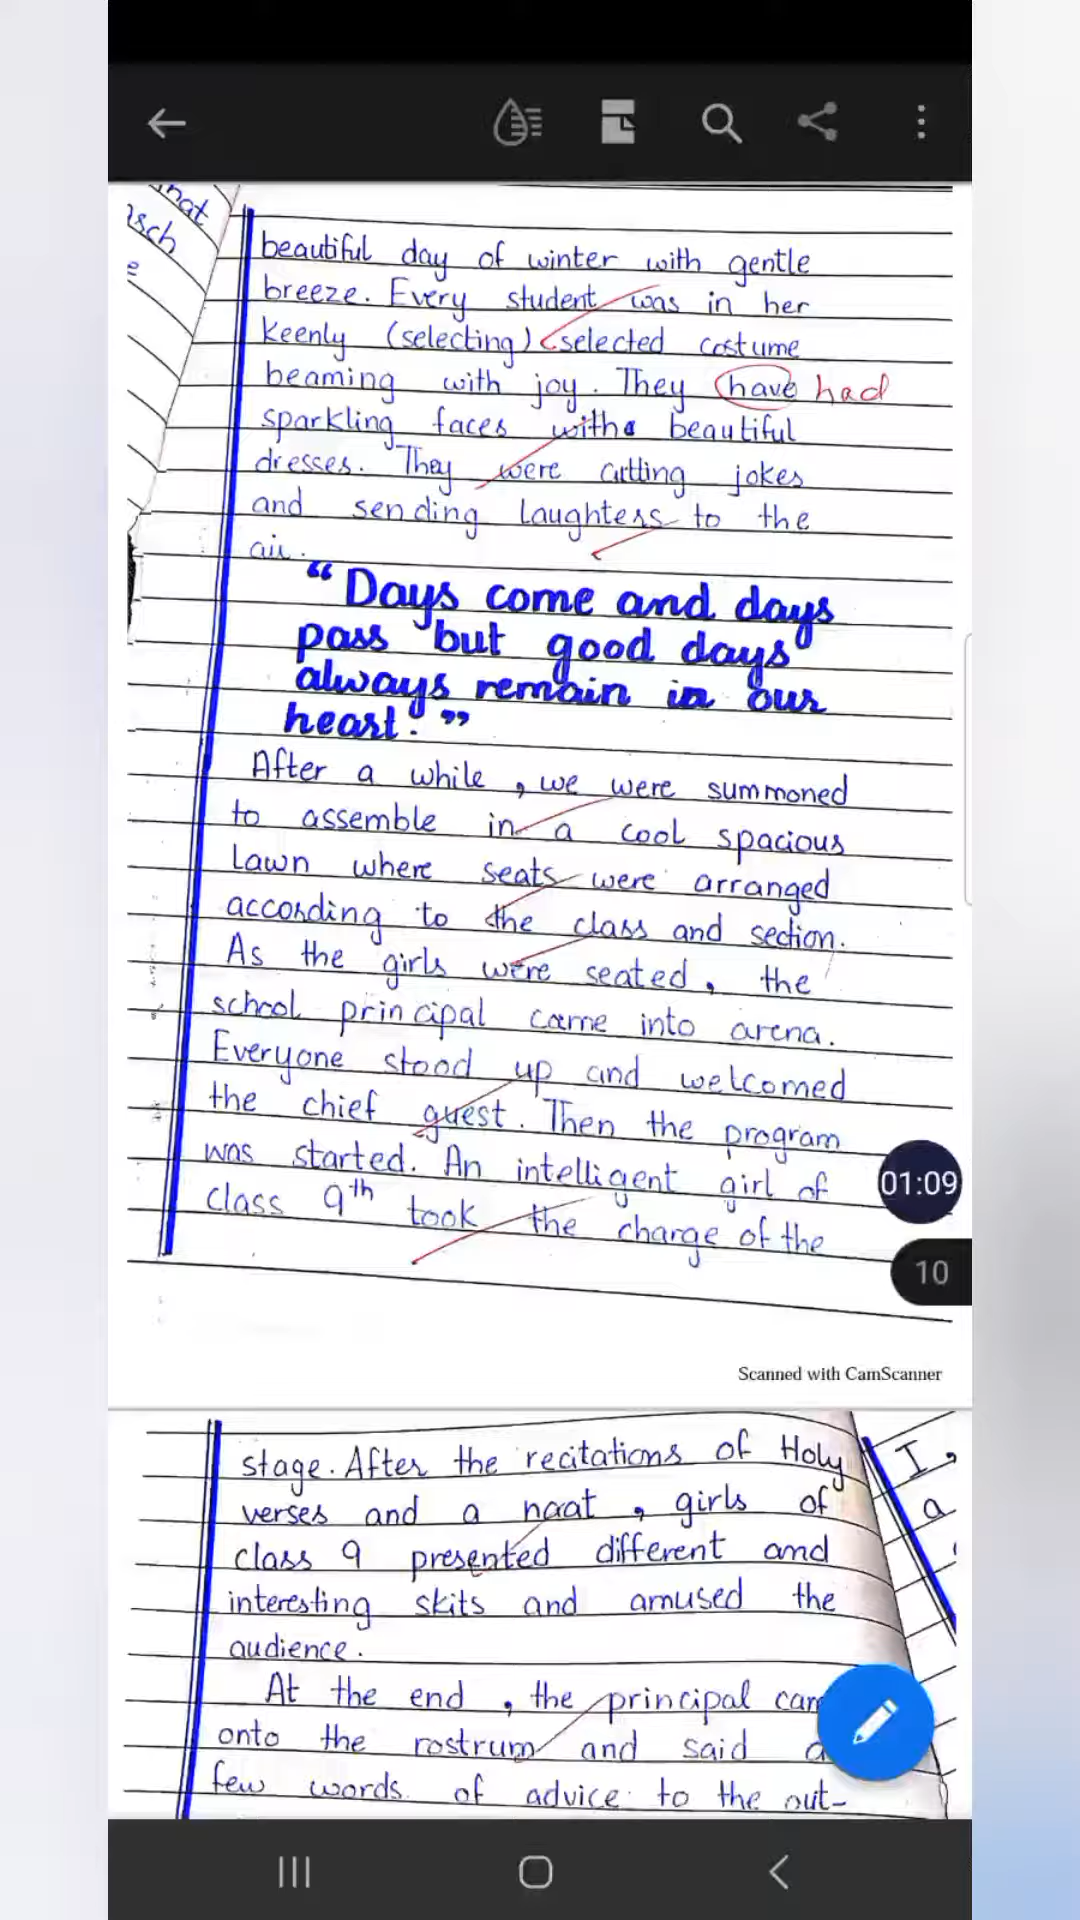 nat
sch
e
beautiful day of winter with gentle
breeze. Every student was in her
keenly (selecting) selected costume
beaming with joy. They have had
sparkling faces with beautiful
dresses. They were cutting jokes
and sending laughters to the
air.
“Days come and days
pass but good days
always remain in our
heart.”
After a while, we were summoned
to assemble in a cool spacious
Lawn where seats were arranged
according to the class and section.
As the girls were seated, the
school principal came into arena.
Everyone stood up and welcomed
the chief guest. Then the program
was started. An intelligent girl of
01:09
class 9th took the charge of the
10
Scanned with CamScanner
stage. After the recitations of Holy
I,
verses and a naat, girls of
a
class 9 presented different and
interesting skits and amused the
audience.
At the end, the principal cam
onto the rostrum and said a
few words of advice to the out-